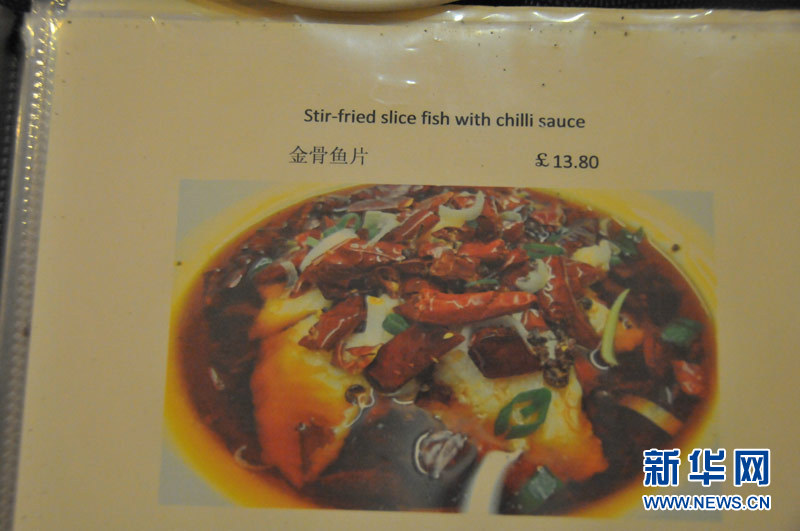 Stir-fried slice fish with chilli sauce
金骨鱼片 £13.80
新华网
WWW.NEWS.CN